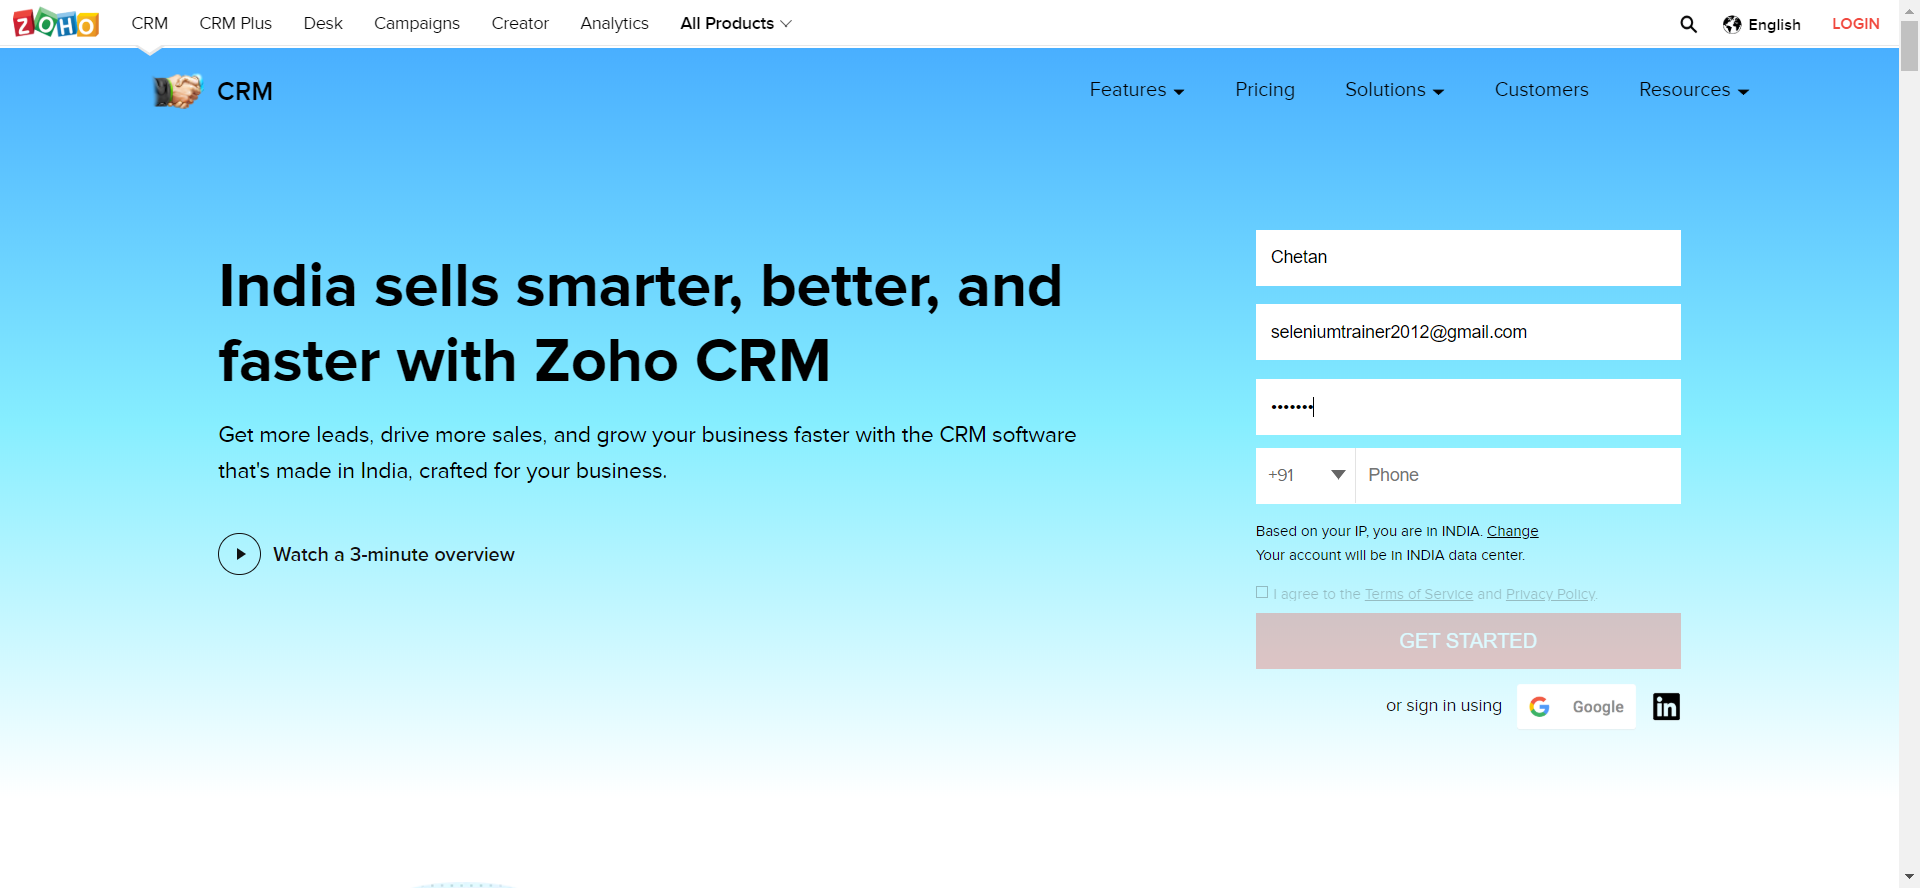 ZOHO CRM CRM Plus Desk Campaigns Creator Analytics All Products English LOGIN
CRM Features Pricing Solutions Customers Resources
India sells smarter, better, and
faster with Zoho CRM
Get more leads, drive more sales, and grow your business faster with the CRM software
that's made in India, crafted for your business.
Watch a 3-minute overview
Chetan
seleniumtrainer2012@gmail.com
•••••••
+91 Phone
Based on your IP, you are in INDIA. Change
Your account will be in INDIA data center.
I agree to the Terms of Service and Privacy Policy.
GET STARTED
or sign in using Google in